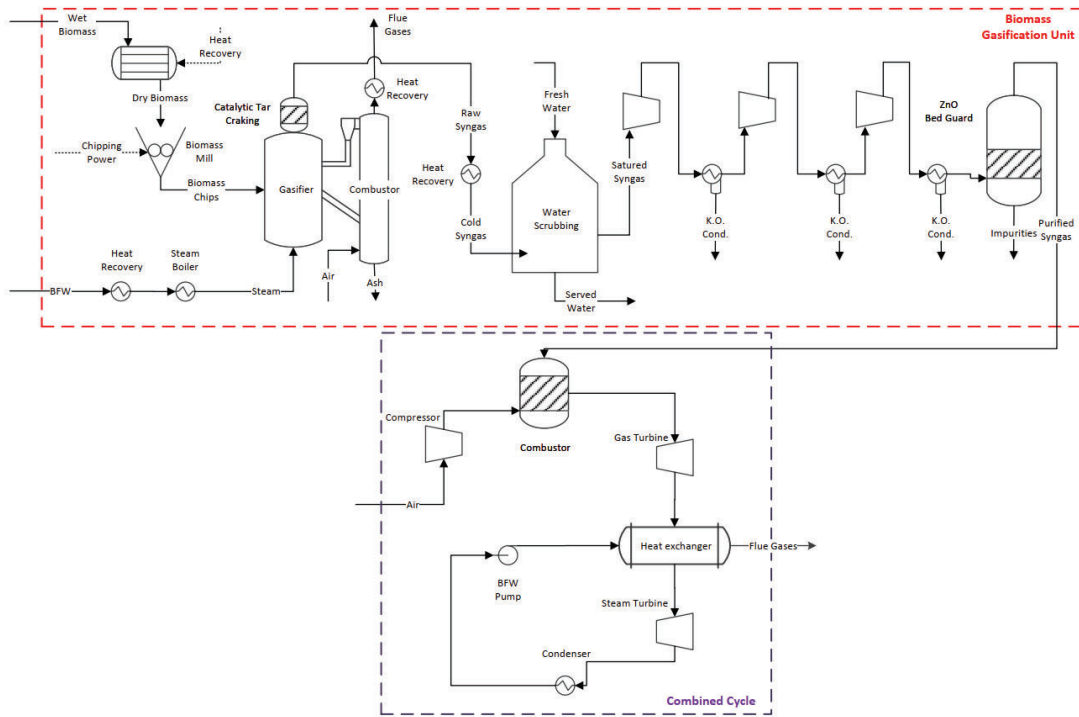 Wet
Biomass
Heat
Recovery
Dry Biomass
Chipping
Power
Biomass
Mill
Biomass
Chips
Catalytic Tar
Craking
Gasifier
Flue
Gases
Heat
Recovery
Combustor
Raw
Syngas
Heat
Recovery
Cold
Syngas
BFW
Heat
Recovery
Steam
Boiler
Steam
Air
Ash
Fresh
Water
Water
Scrubbing
Served
Water
Satured
Syngas
K.O.
Cond.
K.O.
Cond.
K.O.
Cond.
ZnO
Bed Guard
Impurities
Purified
Syngas
Biomass
Gasification Unit
Compressor
Air
Combustor
Gas Turbine
Heat exchanger
Flue Gases
BFW
Pump
Steam Turbine
Condenser
Combined Cycle